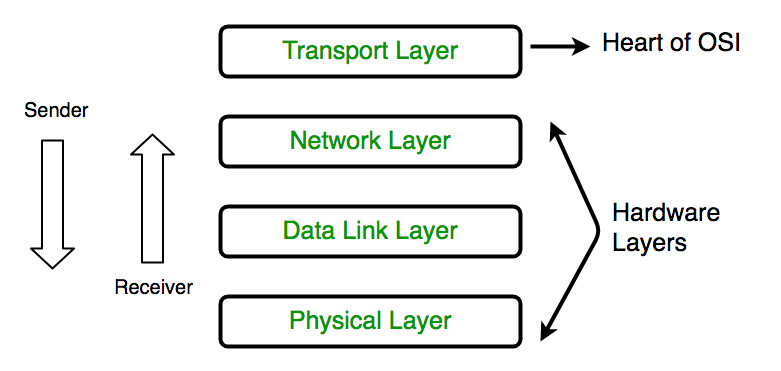 Transport Layer
Heart of OSI
Sender
Network Layer
Hardware
Layers
Data Link Layer
Receiver
Physical Layer